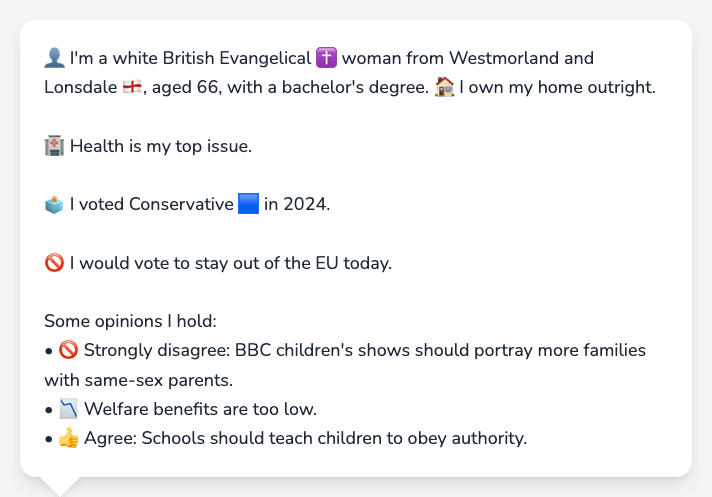 👤 I'm a white British Evangelical ✝️ woman from Westmorland and
Lonsdale 🏴󠁧󠁢󠁥󠁮󠁧󠁿, aged 66, with a bachelor's degree. 🏠 I own my home outright.
🏥 Health is my top issue.
🗳️ I voted Conservative 🟦 in 2024.
🚫 I would vote to stay out of the EU today.
Some opinions I hold:
• 🚫 Strongly disagree: BBC children's shows should portray more families
with same-sex parents.
• 📉 Welfare benefits are too low.
• 👍 Agree: Schools should teach children to obey authority.